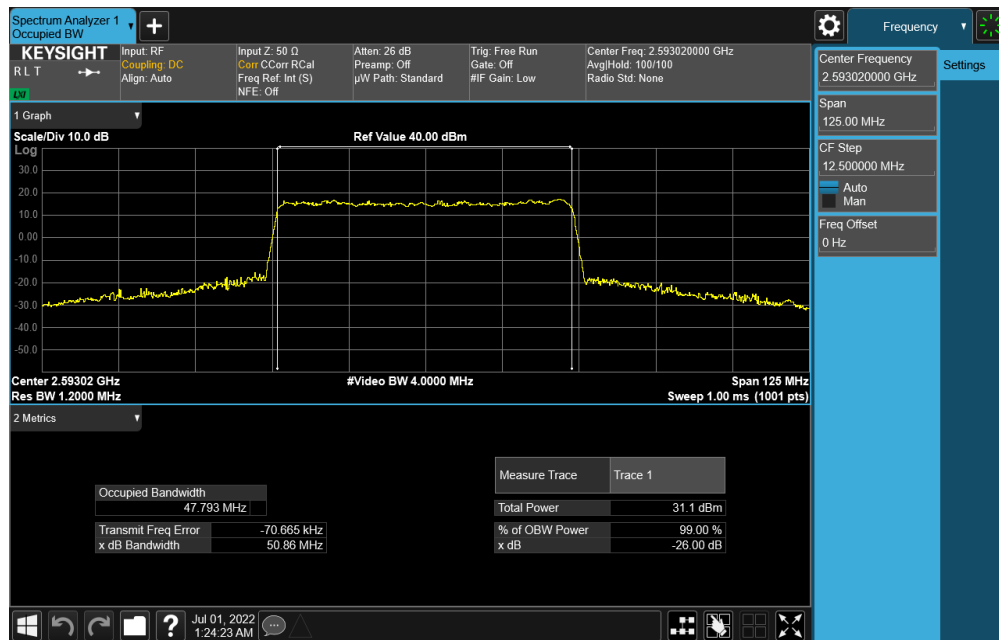 Spectrum Analyzer 1
Occupied BW
Frequency
KEYSIGHT
RLT
LXI
Input: RF
Coupling: DC
Align: Auto
Input Z: 50 Ω
Corr CCorr RCal
Freq Ref: Int (S)
NFE: Off
Atten: 26 dB
Preamp: Off
µW Path: Standard
Trig: Free Run
Gate: Off
#IF Gain: Low
Center Freq: 2.593020000 GHz
Avg|Hold: 100/100
Radio Std: None
Center Frequency
2.593020000 GHz
Settings
Span
125.00 MHz
CF Step
12.500000 MHz
Auto
Man
Freq Offset
0 Hz
1 Graph
Scale/Div 10.0 dB
Ref Value 40.00 dBm
Log
30.0
20.0
10.0
0.00
-10.0
-20.0
-30.0
-40.0
-50.0
Center 2.59302 GHz
#Video BW 4.0000 MHz
Span 125 MHz
Res BW 1.2000 MHz
Sweep 1.00 ms (1001 pts)
2 Metrics
Occupied Bandwidth
47.793 MHz
Transmit Freq Error -70.665 kHz
x dB Bandwidth 50.86 MHz
Measure Trace Trace 1
Total Power 31.1 dBm
% of OBW Power 99.00 %
x dB -26.00 dB
?
Jul 01, 2022
1:24:23 AM